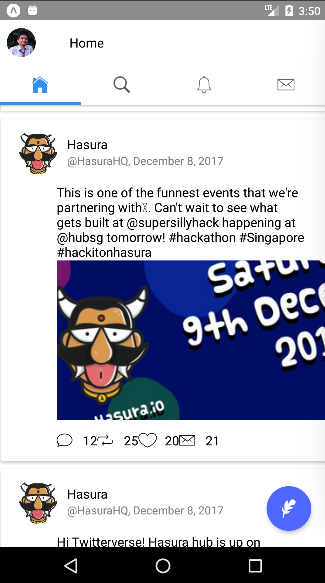 LTE 3:50
Home
Hasura
@HasuraHQ, December 8, 2017
This is one of the funnest events that we're
partnering with. Can't wait to see what
gets built at @supersillyhack happening at
@hubsg tomorrow! #hackathon #Singapore
#hackitonhasura
Satur
9th Dece
201
Hasura.io
12 25 20 21
Hasura
@HasuraHQ, December 8, 2017
Hi Twitterverse! Hasura hub is up on